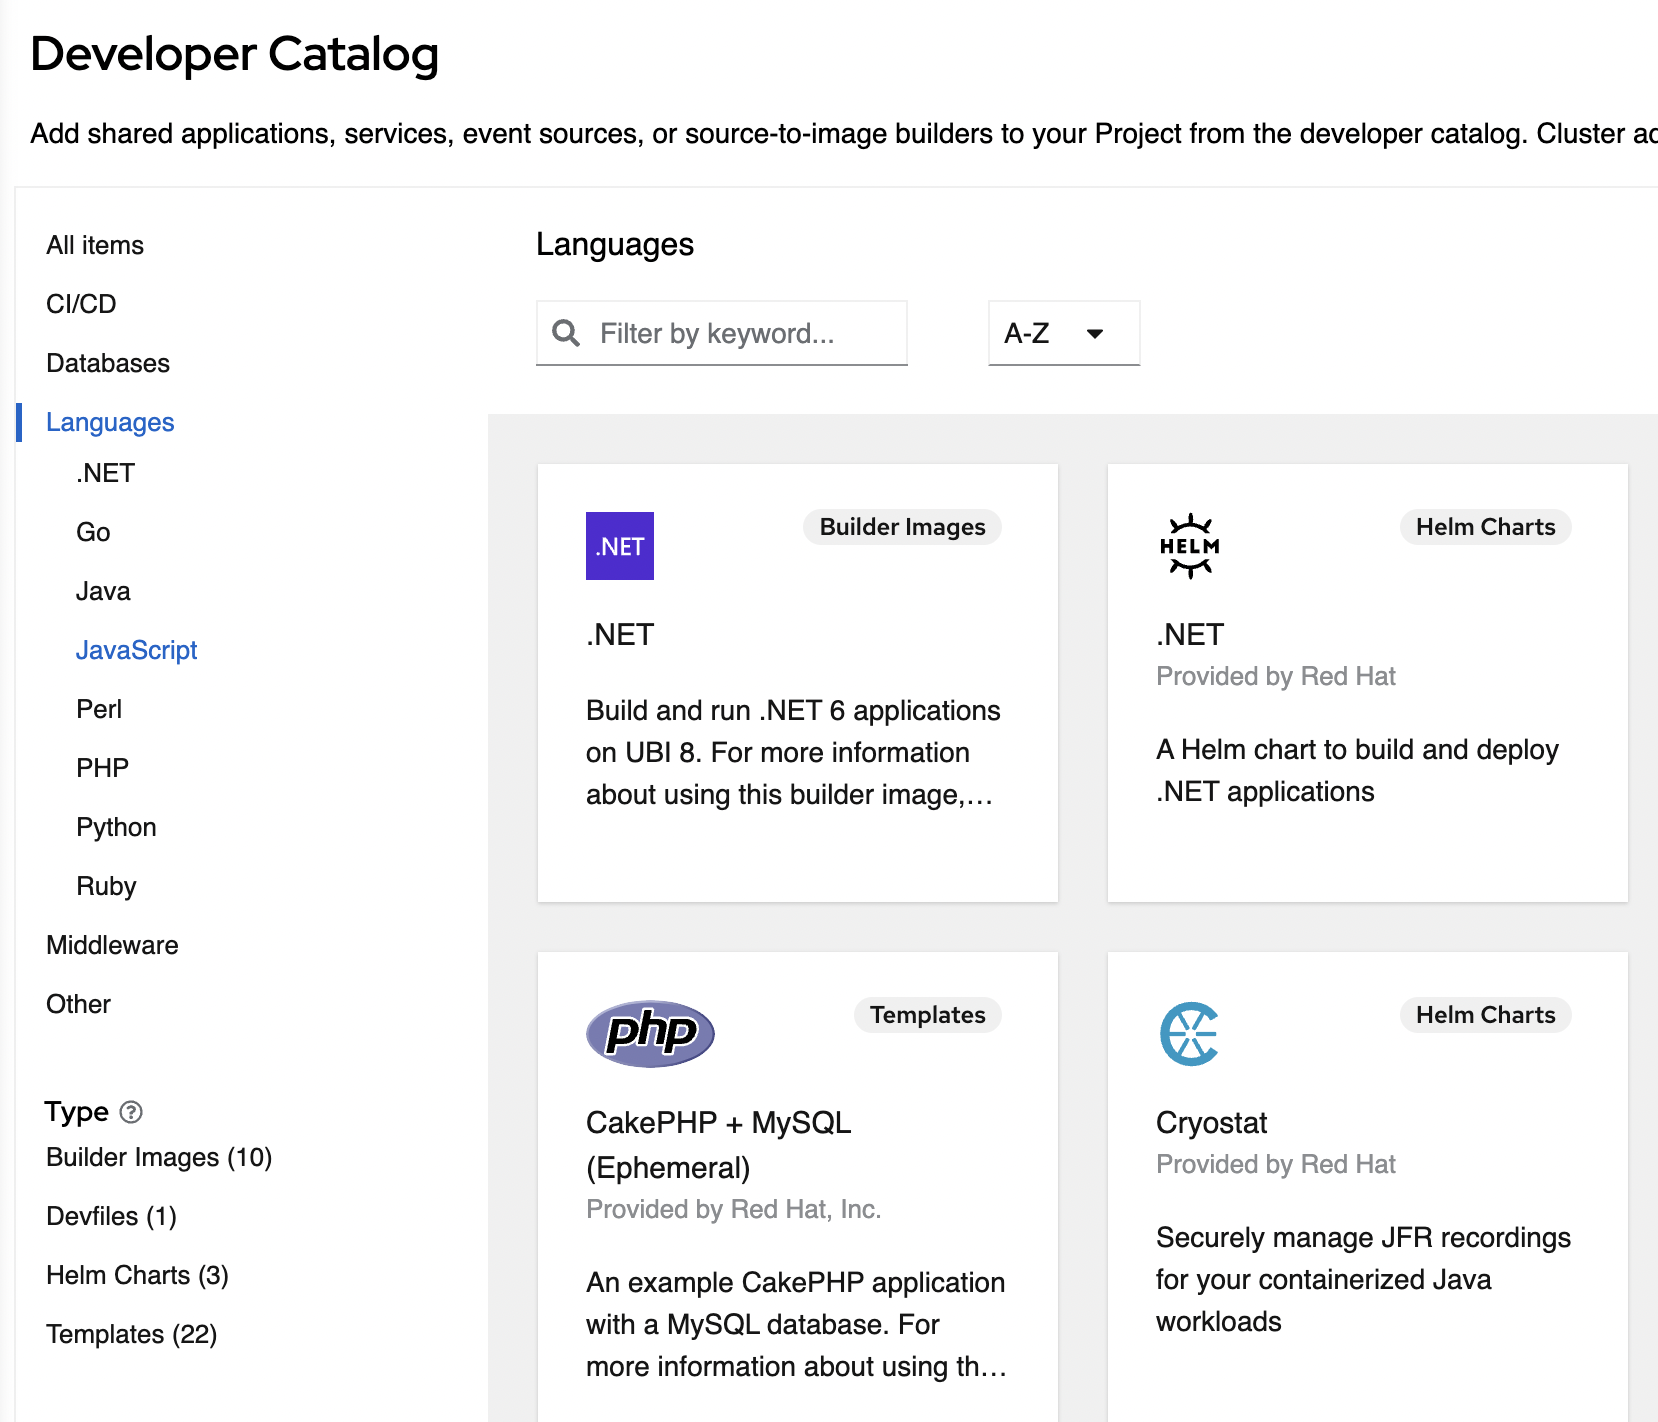 Developer Catalog
Add shared applications, services, event sources, or source-to-image builders to your Project from the developer catalog. Cluster
All items
CI/CD
Databases
Languages
.NET
Go
Java
JavaScript
Perl
PHP
Python
Ruby
Middleware
Other
Type
Builder Images (10)
Devfiles (1)
Helm Charts (3)
Templates (22)
Languages
Filter by keyword...
A-Z
.NET
Builder Images
.NET
Build and run .NET 6 applications
on UBI 8. For more information
about using this builder image,...
HELM
Helm Charts
.NET
Provided by Red Hat
A Helm chart to build and deploy
.NET applications
php
Templates
CakePHP + MySQL
(Ephemeral)
Provided by Red Hat, Inc.
An example CakePHP application
with a MySQL database. For
more information about using th...
Helm Charts
Cryostat
Provided by Red Hat
Securely manage JFR recordings
for your containerized Java
workloads